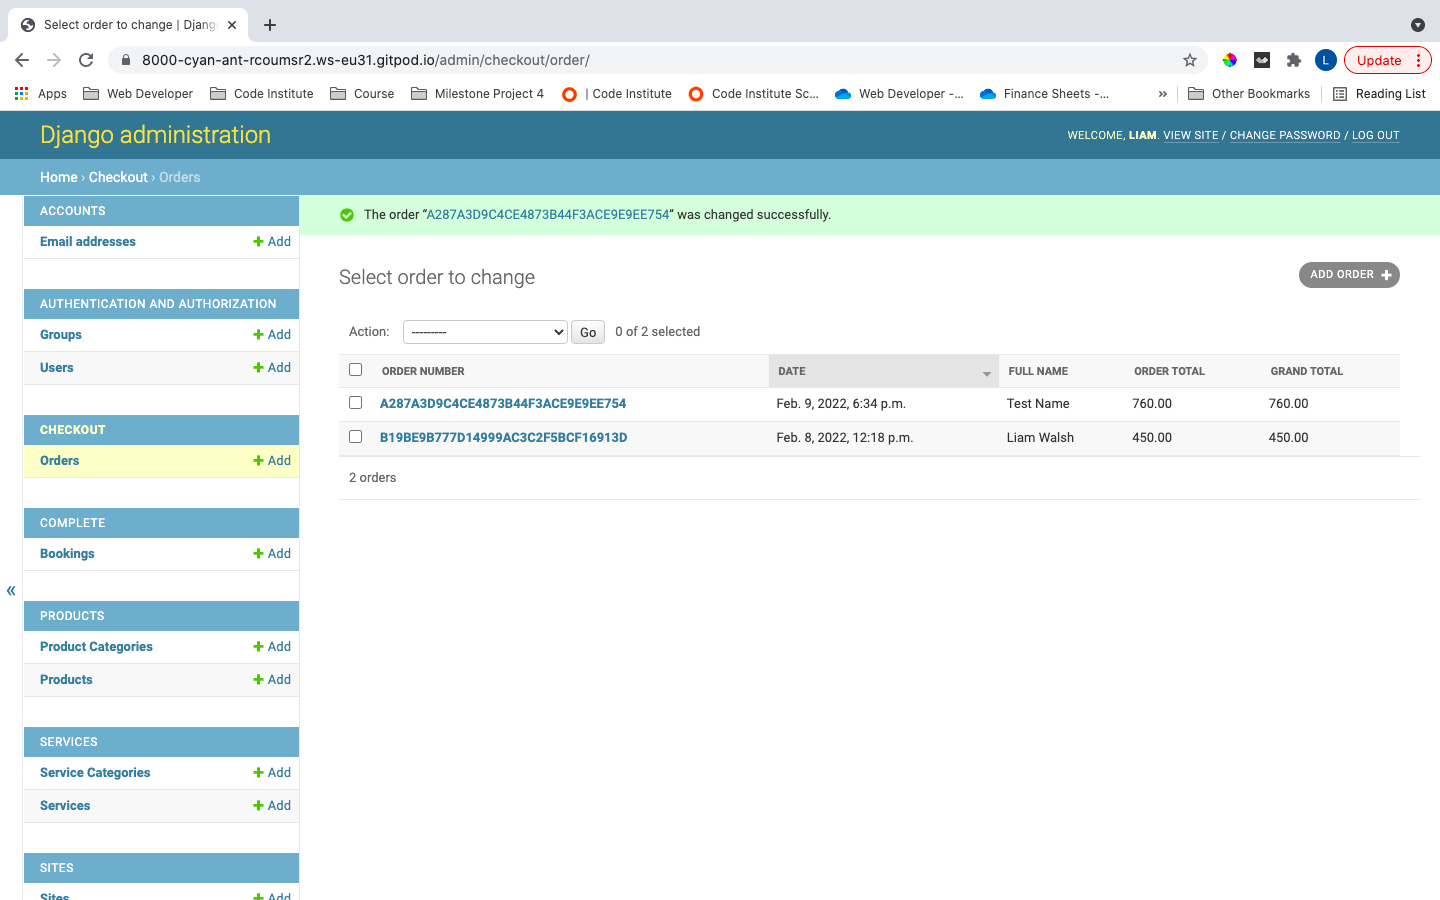 Select order to change | Djang
8000-cyan-ant-rcoumsr2.ws-eu31.gitpod.io/admin/checkout/order/
L
Update
Apps
Web Developer
Code Institute
Course
Milestone Project 4
| Code Institute
Code Institute Sc...
Web Developer -...
Finance Sheets -...
»
Other Bookmarks
Reading List
Django administration
WELCOME, LIAM. VIEW SITE / CHANGE PASSWORD / LOG OUT
Home › Checkout › Orders
ACCOUNTS
Email addresses
Add
AUTHENTICATION AND AUTHORIZATION
Groups
Add
Users
Add
CHECKOUT
Orders
Add
COMPLETE
Bookings
Add
«
PRODUCTS
Product Categories
Add
Products
Add
SERVICES
Service Categories
Add
Services
Add
SITES
Sites
Add
The order “A287A3D9C4CE4873B44F3ACE9E9EE754” was changed successfully.
Select order to change
ADD ORDER
Action:
---------
Go
0 of 2 selected
ORDER NUMBER DATE FULL NAME ORDER TOTAL GRAND TOTAL
A287A3D9C4CE4873B44F3ACE9E9EE754 Feb. 9, 2022, 6:34 p.m. Test Name 760.00 760.00
B19BE9B777D14999AC3C2F5BCF16913D Feb. 8, 2022, 12:18 p.m. Liam Walsh 450.00 450.00
2 orders